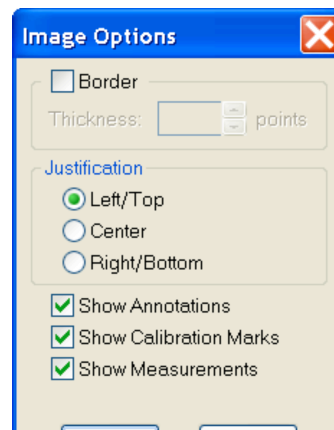 Image Options
Border
Thickness: points
Justification
Left/Top
Center
Right/Bottom
Show Annotations
Show Calibration Marks
Show Measurements